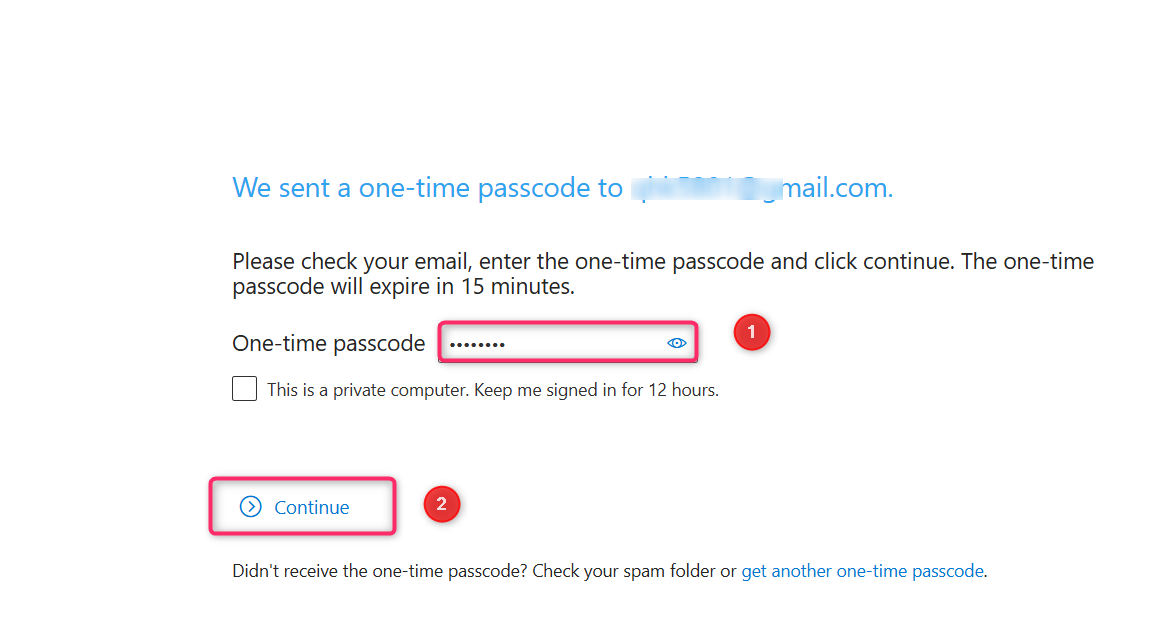 We sent a one-time passcode to mail.com.
Please check your email, enter the one-time passcode and click continue. The one-time
passcode will expire in 15 minutes.
One-time passcode ••••••••
1
This is a private computer. Keep me signed in for 12 hours.
Continue
2
Didn't receive the one-time passcode? Check your spam folder or get another one-time passcode.